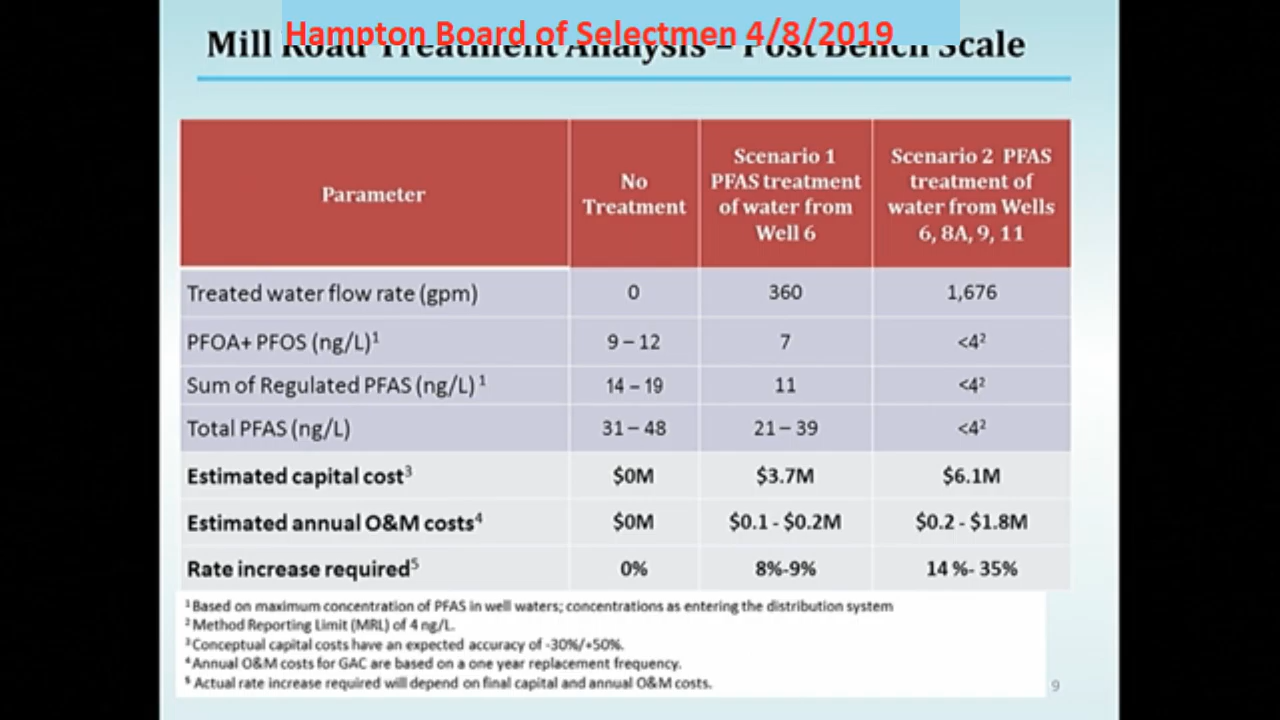 Hampton Board of Selectmen 4/8/2019
Mill Road Treatment Analysis – Post Bench Scale
Parameter
No
Treatment
Scenario 1
PFAS treatment
of water from
Well 6
Scenario 2 PFAS
treatment of
water from Wells
6, 8A, 9, 11
Treated water flow rate (gpm) 0 360 1,676
PFOA+ PFOS (ng/L)¹ 9 – 12 7 <4²
Sum of Regulated PFAS (ng/L) ¹ 14 – 19 11 <4²
Total PFAS (ng/L) 31 – 48 21 – 39 <4²
Estimated capital cost³ $0M $3.7M $6.1M
Estimated annual O&M costs⁴ $0M $0.1 - $0.2M $0.2 - $1.8M
Rate increase required⁵ 0% 8%-9% 14 %- 35%
¹ Based on maximum concentration of PFAS in well waters; concentrations as entering the distribution system
² Method Reporting Limit (MRL) of 4 ng/L.
³ Conceptual capital costs have an expected accuracy of -30%/+50%.
⁴ Annual O&M costs for GAC are based on a one year replacement frequency.
⁵ Actual rate increase required will depend on final capital and annual O&M costs.
9